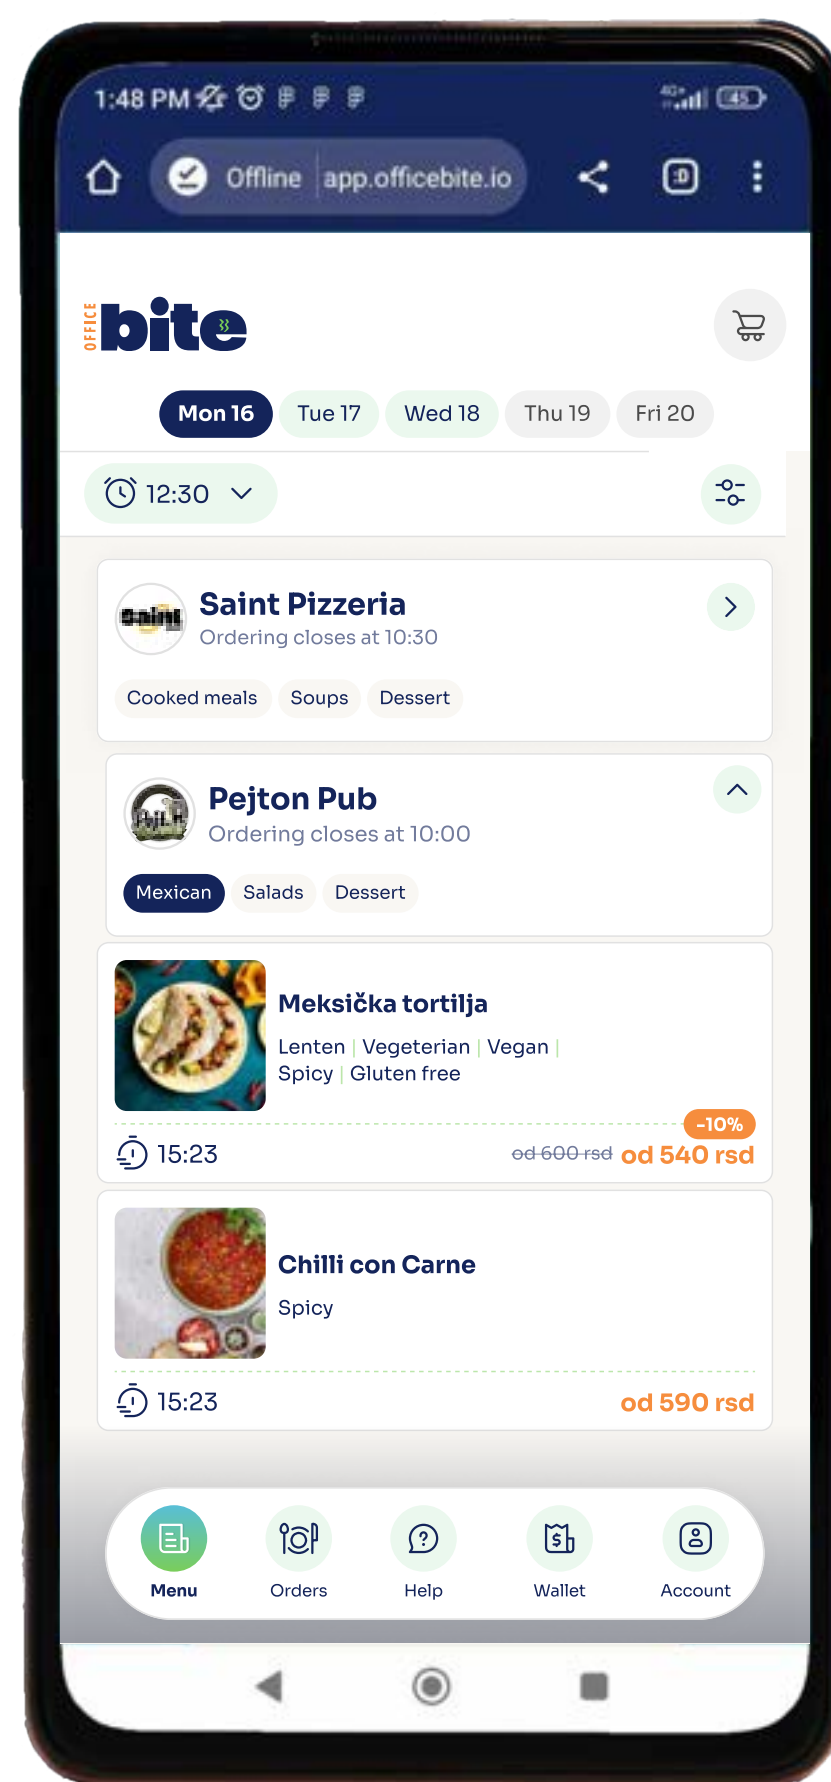 1:48 PM
4G+
45
Offline app.officebite.io
:D
OFFICE
bite
Mon 16 Tue 17 Wed 18 Thu 19 Fri 20
12:30
saint
Saint Pizzeria
Ordering closes at 10:30
Cooked meals Soups Dessert
Pejton Pub
Ordering closes at 10:00
Mexican Salads Dessert
Meksička tortilja
Lenten | Vegeterian | Vegan |
Spicy | Gluten free
-10%
15:23 od 600 rsd od 540 rsd
Chilli con Carne
Spicy
15:23 od 590 rsd
Menu Orders Help Wallet Account